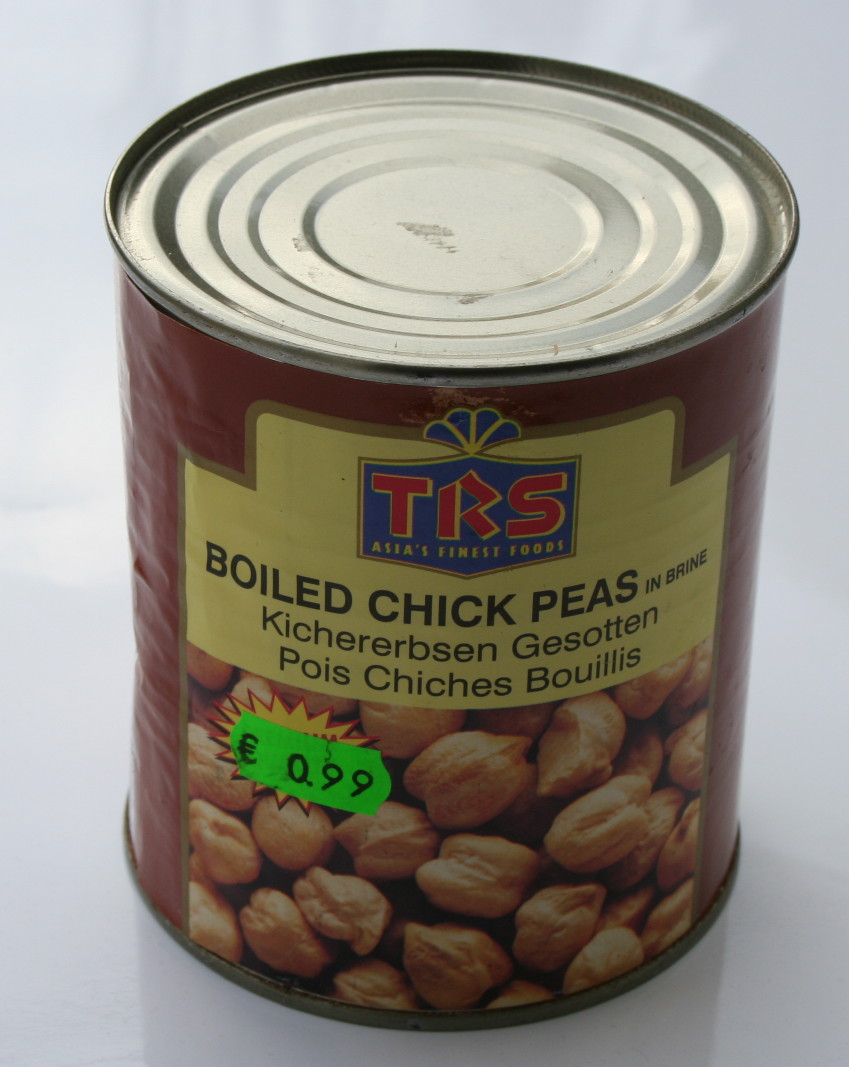 TRS
ASIA'S FINEST FOODS
BOILED CHICK PEAS IN BRINE
Kichererbsen Gesotten
Pois Chiches Bouillis
€ 0.99